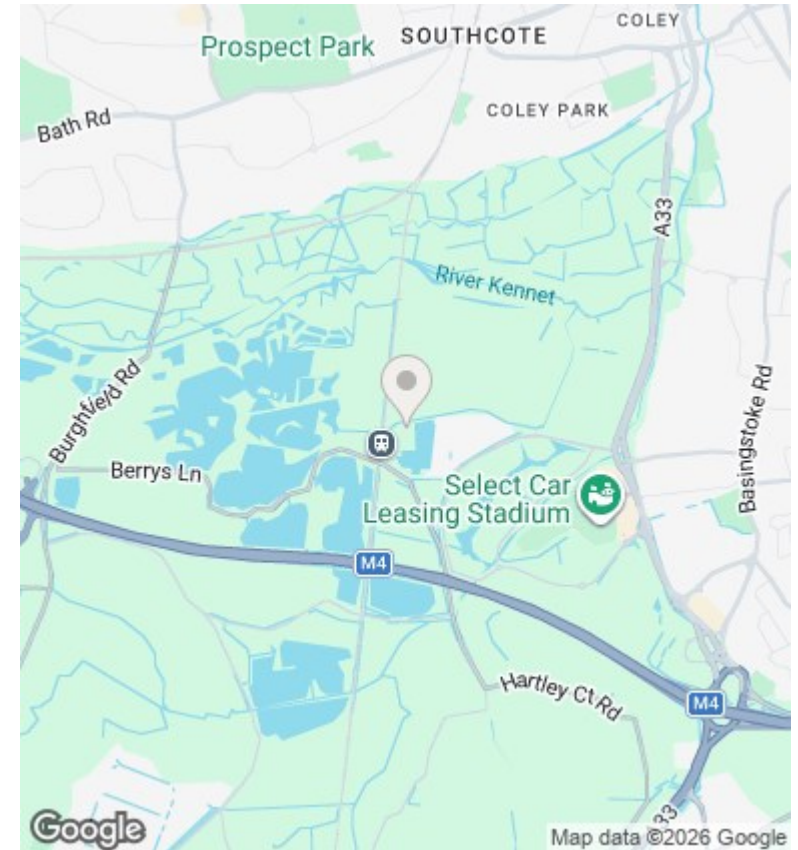 COLEY
SOUTHCOTE
Prospect Park
COLEY PARK
Bath Rd
A33
River Kennet
Burghfield Rd
Basingstoke Rd
Berrys Ln
Select Car
Leasing Stadium
M4
Hartley Ct Rd
M4
33
Google
Map data ©2026 Google